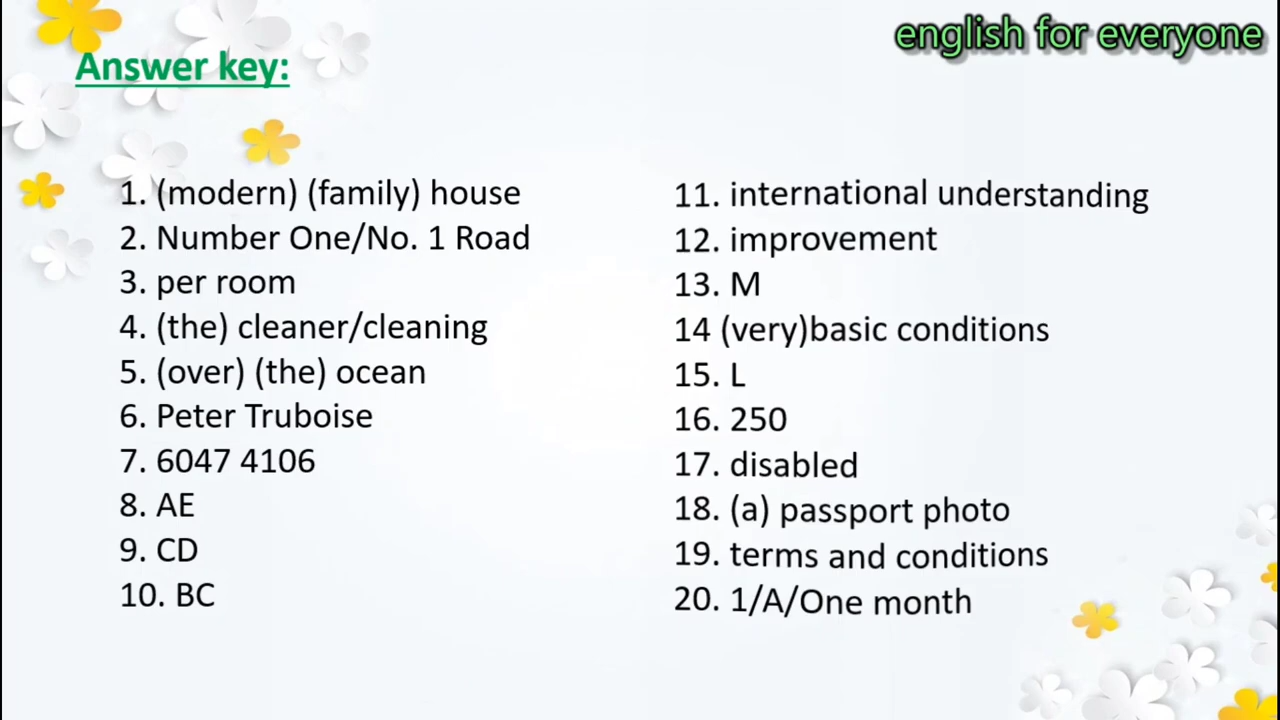 english for everyone
Answer key:
1. (modern) (family) house
2. Number One/No. 1 Road
3. per room
4. (the) cleaner/cleaning
5. (over) (the) ocean
6. Peter Truboise
7. 6047 4106
8. AE
9. CD
10. BC
11. international understanding
12. improvement
13. M
14 (very)basic conditions
15. L
16. 250
17. disabled
18. (a) passport photo
19. terms and conditions
20. 1/A/One month